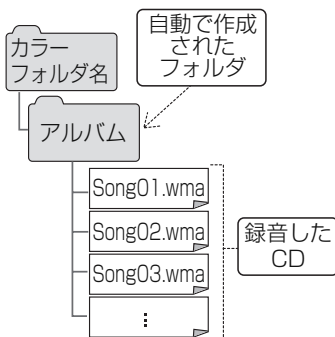 自動で作成
された
フォルダ
カラー
フォルダ名
アルバム
Song01.wma
Song02.wma
Song03.wma
⋮
録音した
CD